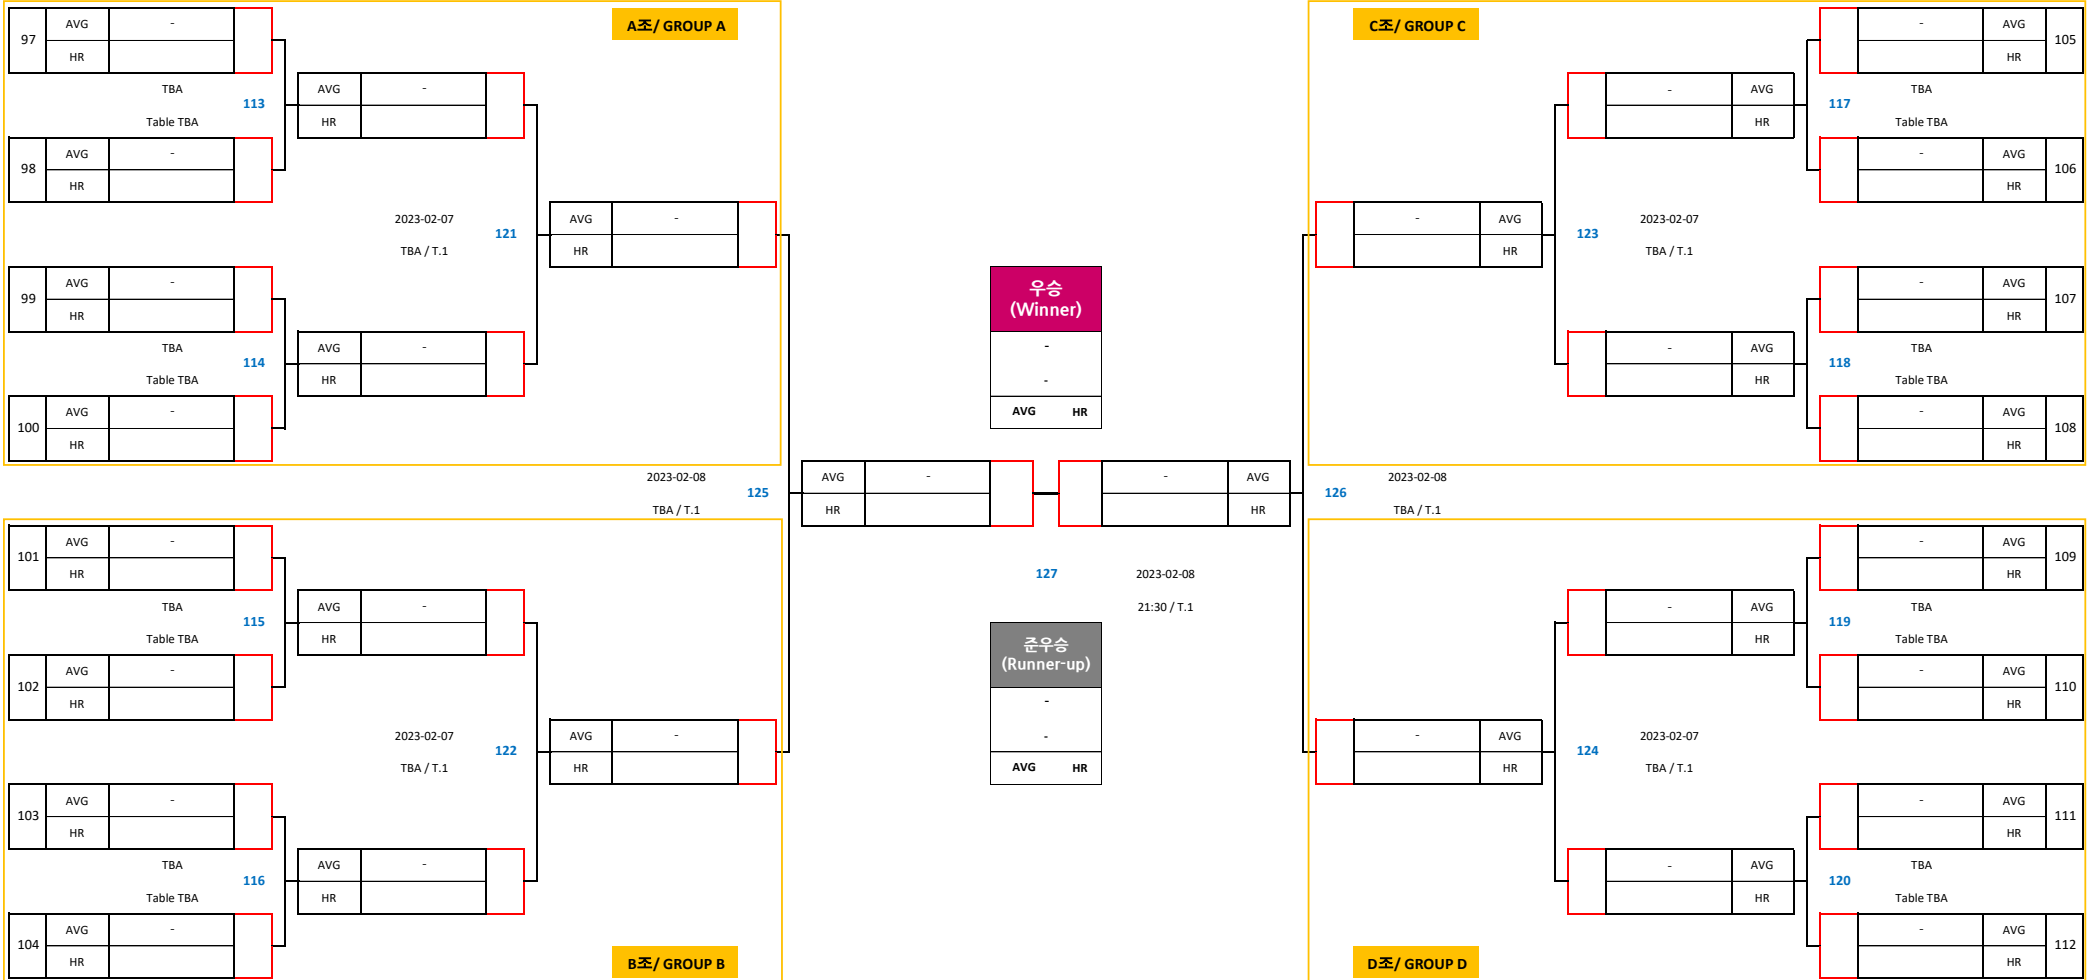 A조/ GROUP A
97
AVG -
HR
TBA
113
Table TBA
98
AVG -
HR
AVG -
HR
2023-02-07
121
TBA / T.1
99
AVG -
HR
TBA
114
Table TBA
100
AVG -
HR
AVG -
HR
AVG -
HR
2023-02-08
125
TBA / T.1
101
AVG -
HR
TBA
115
Table TBA
102
AVG -
HR
AVG -
HR
2023-02-07
122
TBA / T.1
103
AVG -
HR
TBA
116
Table TBA
104
AVG -
HR
AVG -
HR
AVG -
HR
B조/ GROUP B
AVG -
HR
우승
(Winner)
-
-
AVG HR
- AVG
HR
127
2023-02-08
21:30 / T.1
준우승
(Runner-up)
-
-
AVG HR
C조/ GROUP C
- AVG
105
HR
TBA
117
Table TBA
- AVG
106
HR
- AVG
HR
2023-02-07
123
TBA / T.1
- AVG
107
HR
TBA
118
Table TBA
- AVG
108
HR
- AVG
HR
- AVG
HR
2023-02-08
126
TBA / T.1
- AVG
109
HR
TBA
119
Table TBA
- AVG
110
HR
- AVG
HR
2023-02-07
124
TBA / T.1
- AVG
111
HR
TBA
120
Table TBA
- AVG
112
HR
- AVG
HR
- AVG
HR
D조/ GROUP D